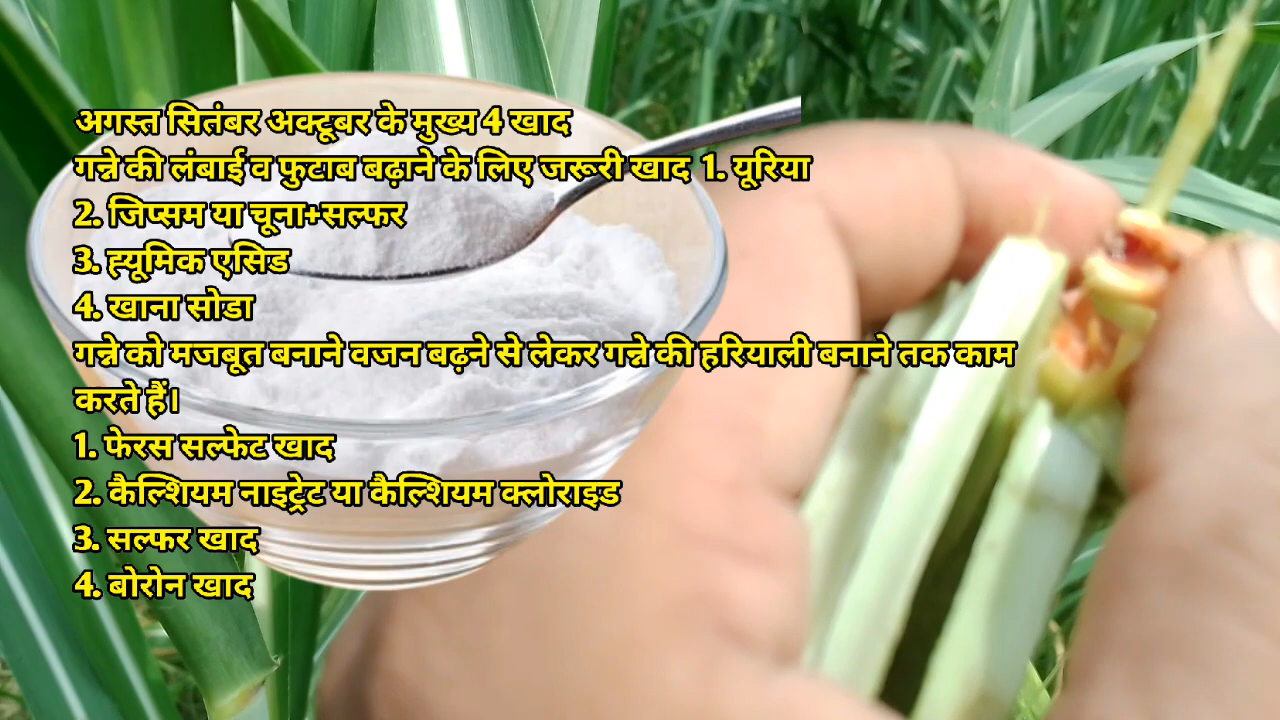 अगस्त सितंबर अक्टूबर के मुख्य 4 खाद
गन्ने की लंबाई व फुटाब बढ़ाने के लिए जरूरी खाद 1. यूरिया
2. जिप्सम या चूना+सल्फर
3. ह्यूमिक एसिड
4. खाना सोडा
गन्ने को मजबूत बनाने वजन बढ़ने से लेकर गन्ने की हरियाली बनाने तक काम
करते हैं।
1. फेरस सल्फेट खाद
2. कैल्शियम नाइट्रेट या कैल्शियम क्लोराइड
3. सल्फर खाद
4. बोरोन खाद